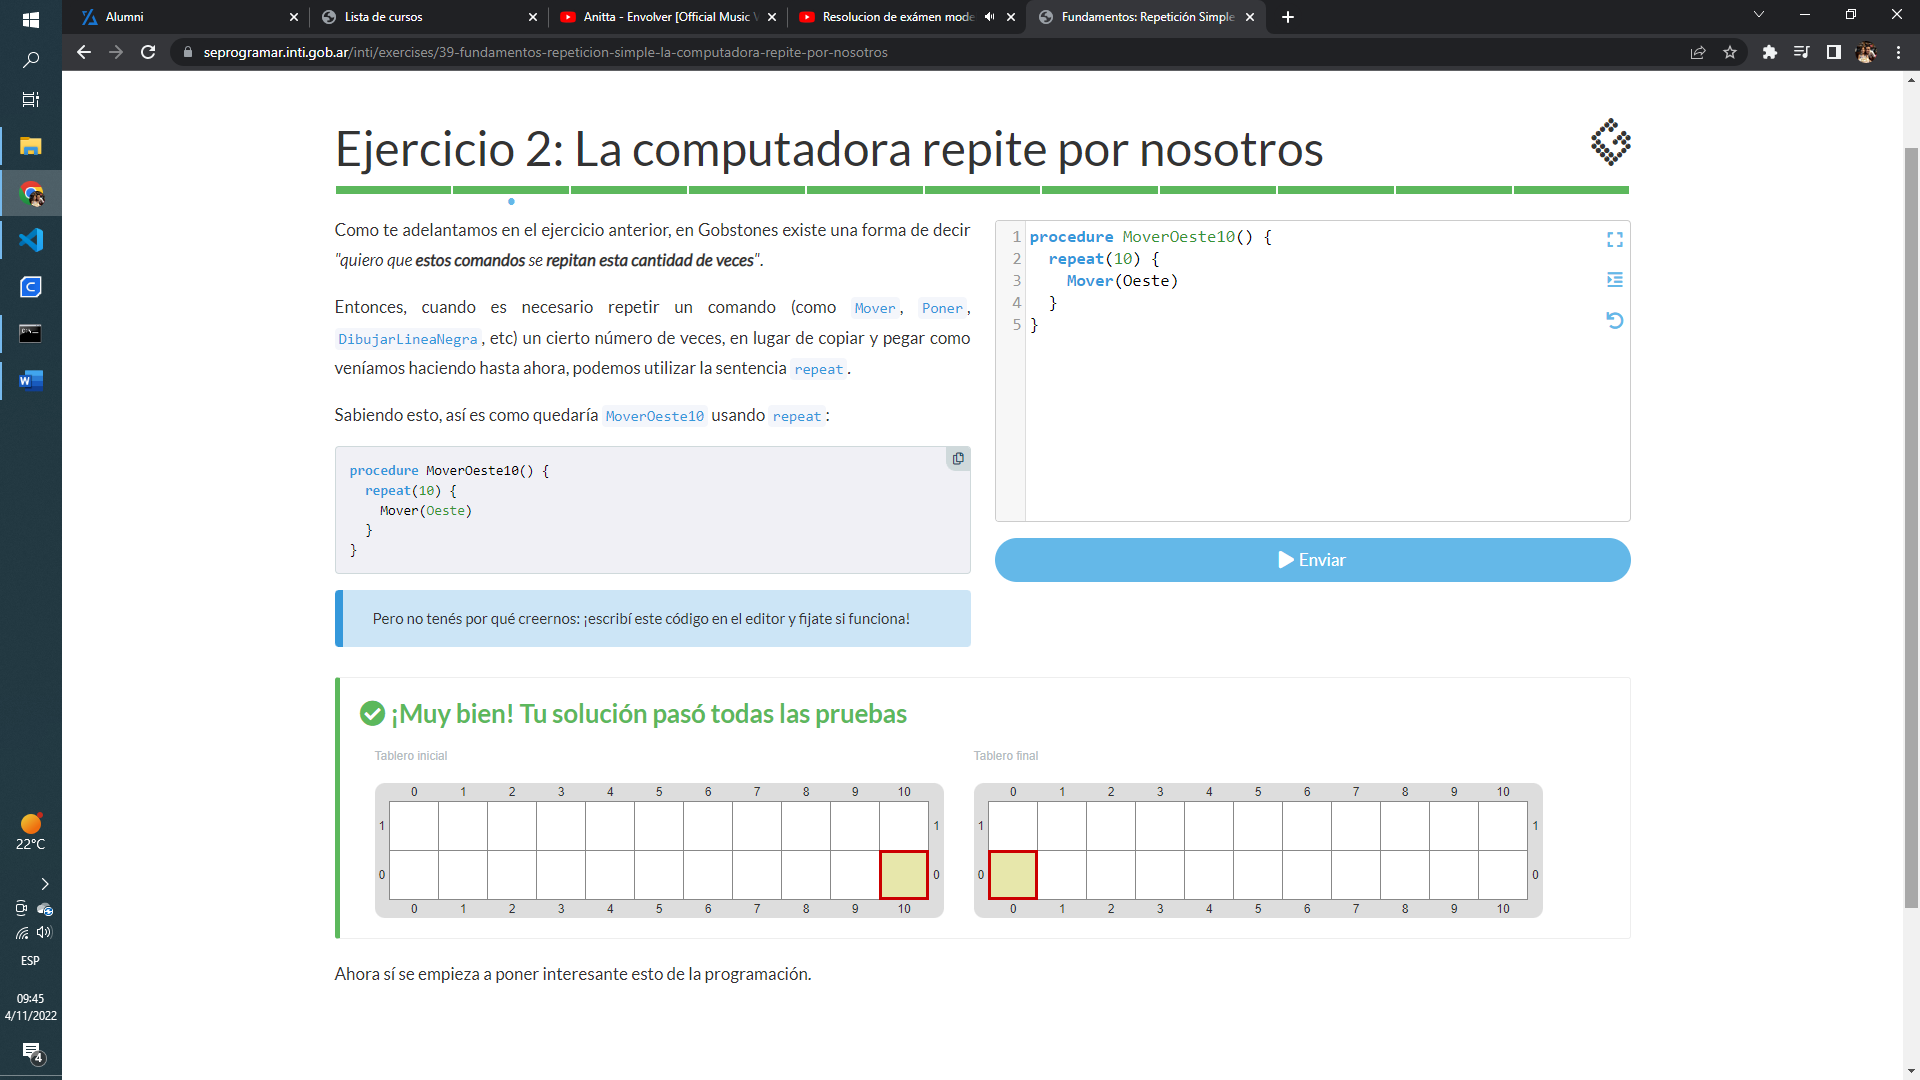 Alumni
Lista de cursos
Anitta - Envolver [Official Music V
Resolucion de exámen mode
Fundamentos: Repetición Simple
seprogramar.inti.gob.ar/inti/exercises/39-fundamentos-repeticion-simple-la-computadora-repite-por-nosotros
Ejercicio 2: La computadora repite por nosotros
Como te adelantamos en el ejercicio anterior, en Gobstones existe una forma de decir
"quiero que estos comandos se repitan esta cantidad de veces".
Entonces, cuando es necesario repetir un comando (como Mover, Poner,
DibujarLineaNegra, etc) un cierto número de veces, en lugar de copiar y pegar como
veníamos haciendo hasta ahora, podemos utilizar la sentencia repeat.
Sabiendo esto, así es como quedaría MoverOeste10 usando repeat:
procedure MoverOeste10() {
  repeat(10) {
    Mover(Oeste)
  }
}
Pero no tenés por qué creernos: ¡escribí este código en el editor y fijate si funciona!
1 procedure MoverOeste10() {
2   repeat(10) {
3     Mover(Oeste)
4   }
5 }
Enviar
¡Muy bien! Tu solución pasó todas las pruebas
Tablero inicial
0 1 2 3 4 5 6 7 8 9 10
1 1
0 0
0 1 2 3 4 5 6 7 8 9 10
Tablero final
0 1 2 3 4 5 6 7 8 9 10
1 1
0 0
0 1 2 3 4 5 6 7 8 9 10
Ahora sí se empieza a poner interesante esto de la programación.
22°C
ESP
09:45
4/11/2022
4